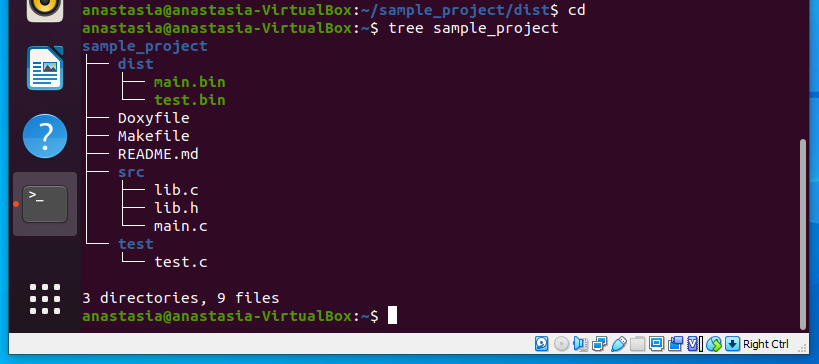 anastasia@anastasia-VirtualBox:~/sample_project/dist$ cd
anastasia@anastasia-VirtualBox:~$ tree sample_project
sample_project
├── dist
│   ├── main.bin
│   └── test.bin
├── Doxyfile
├── Makefile
├── README.md
├── src
│   ├── lib.c
│   ├── lib.h
│   └── main.c
└── test
    └── test.c
3 directories, 9 files
anastasia@anastasia-VirtualBox:~$
Right Ctrl